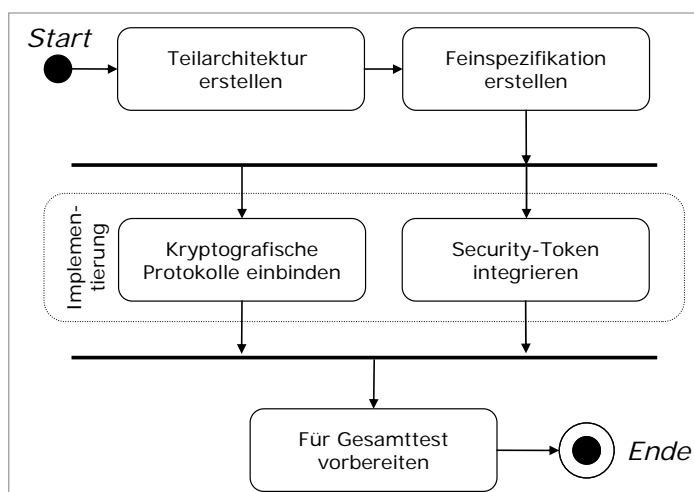 Start
Teilarchitektur
erstellen
Feinspezifikation
erstellen
Implemen-
tierung
Kryptografische
Protokolle einbinden
Security-Token
integrieren
Für Gesamttest
vorbereiten
Ende